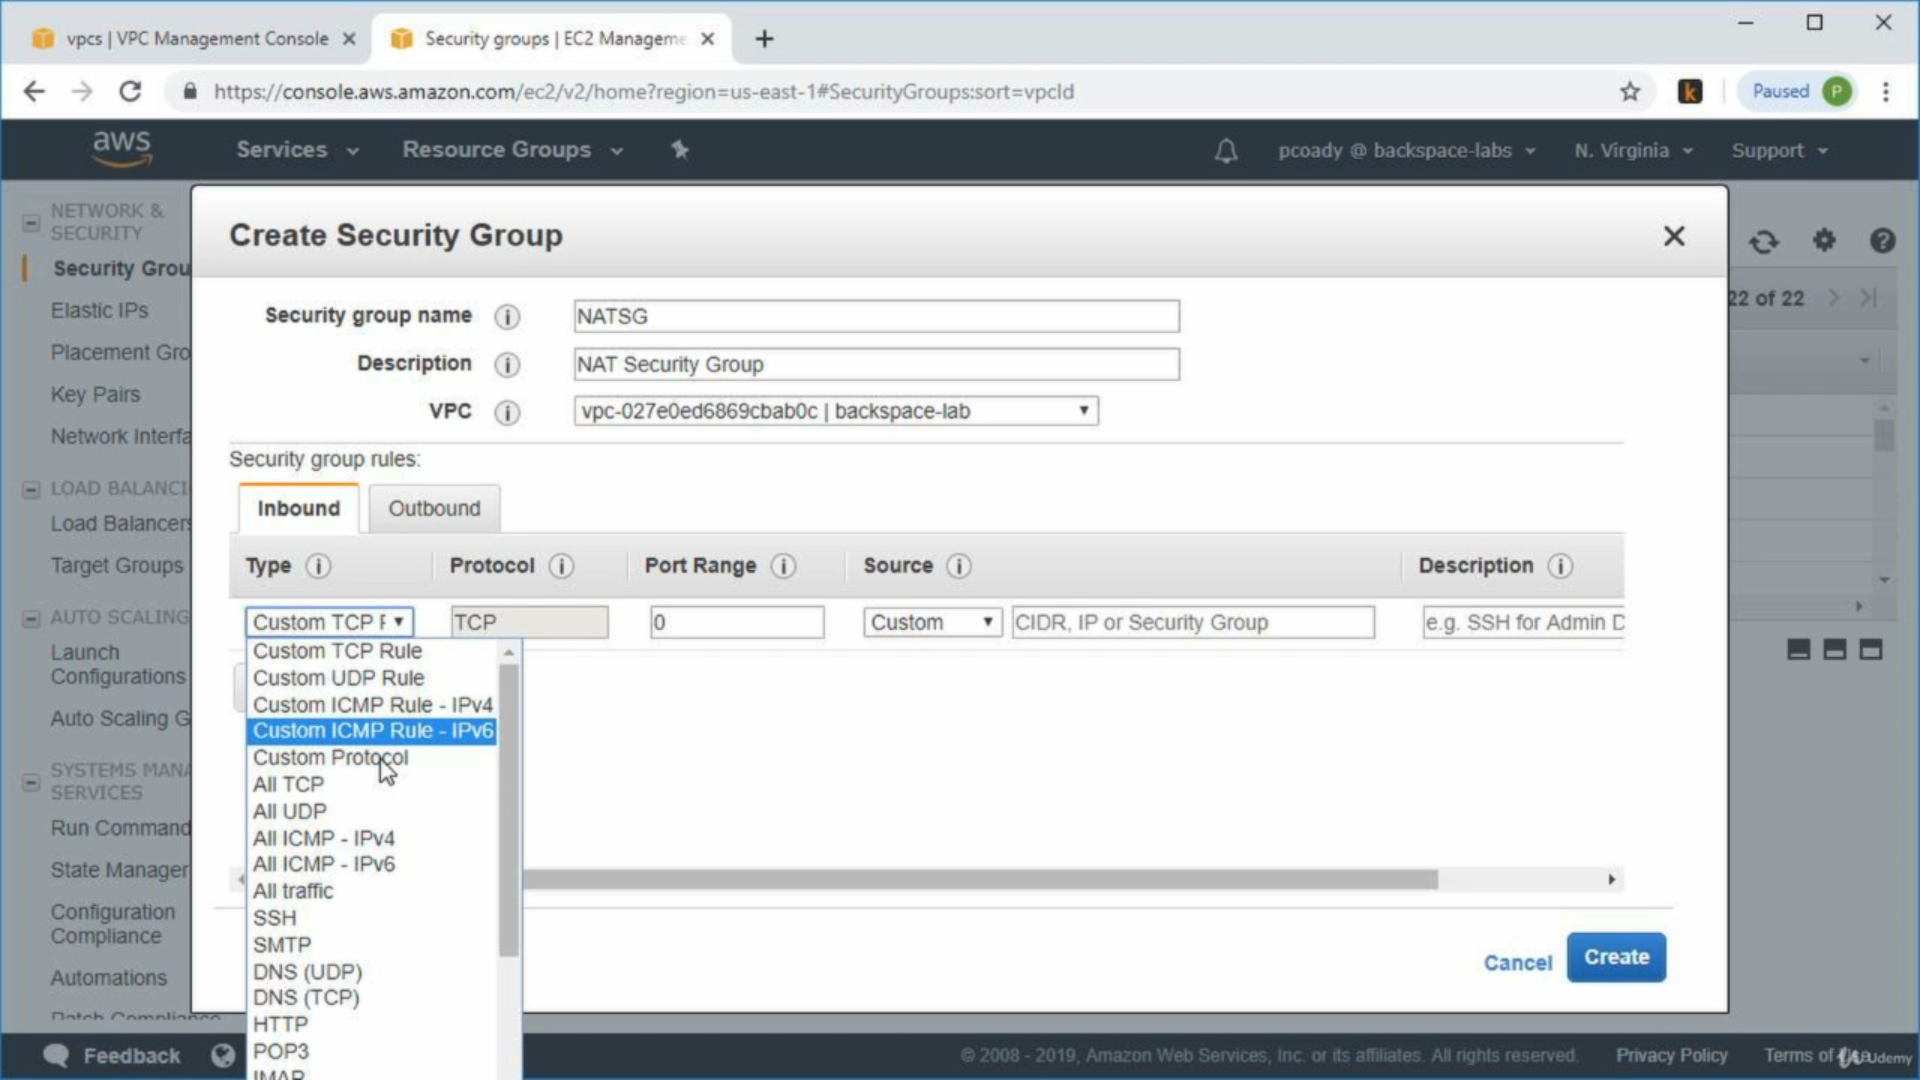 vpcs | VPC Management Console
Security groups | EC2 Manageme
https://console.aws.amazon.com/ec2/v2/home?region=us-east-1#SecurityGroups:sort=vpcId
k
Paused P
aws
Services
Resource Groups
pcoady @ backspace-labs
N. Virginia
Support
NETWORK &
SECURITY
Security Grou
Elastic IPs
Placement Gro
Key Pairs
Network Interfa
LOAD BALANCI
Load Balancers
Target Groups
AUTO SCALING
Launch
Configurations
Auto Scaling G
SYSTEMS MANA
SERVICES
Run Command
State Manager
Configuration
Compliance
Automations
Patch Compliance
22 of 22
Create Security Group
Security group name
NATSG
Description
NAT Security Group
VPC
vpc-027e0ed6869cbab0c | backspace-lab
Security group rules:
Inbound
Outbound
Type
Protocol
Port Range
Source
Description
Custom TCP F
TCP
0
Custom
CIDR, IP or Security Group
e.g. SSH for Admin D
Custom TCP Rule
Custom UDP Rule
Custom ICMP Rule - IPv4
Custom ICMP Rule - IPv6
Custom Protocol
All TCP
All UDP
All ICMP - IPv4
All ICMP - IPv6
All traffic
SSH
SMTP
DNS (UDP)
DNS (TCP)
HTTP
POP3
IMAP
Cancel
Create
Feedback
© 2008 - 2019, Amazon Web Services, Inc. or its affiliates. All rights reserved.
Privacy Policy
Terms of
Udemy